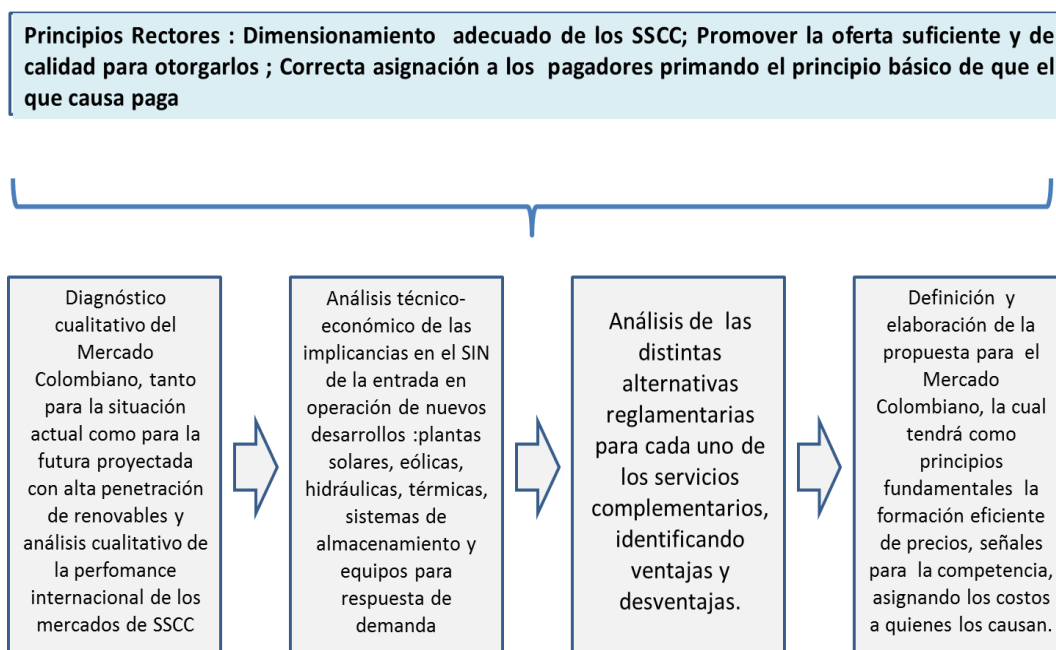 Principios Rectores : Dimensionamiento adecuado de los SSCC; Promover la oferta suficiente y de
calidad para otorgarlos ; Correcta asignación a los pagadores primando el principio básico de que el
que causa paga
Diagnóstico
cualitativo del
Mercado
Colombiano, tanto
para la situación
actual como para la
futura proyectada
con alta penetración
de renovables y
análisis cualitativo de
la perfomance
internacional de los
mercados de SSCC
Análisis técnico-
económico de las
implicancias en el SIN
de la entrada en
operación de nuevos
desarrollos :plantas
solares, eólicas,
hidráulicas, térmicas,
sistemas de
almacenamiento y
equipos para
respuesta de
demanda
Análisis de las
distintas
alternativas
reglamentarias
para cada uno de
los servicios
complementarios,
identificando
ventajas y
desventajas.
Definición y
elaboración de la
propuesta para el
Mercado
Colombiano, la cual
tendrá como
principios
fundamentales la
formación eficiente
de precios, señales
para la competencia,
asignando los costos
a quienes los causan.